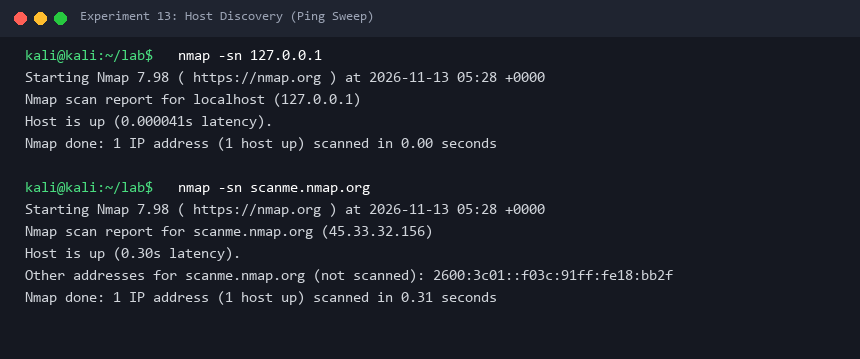 Experiment 13: Host Discovery (Ping Sweep)
kali@kali:~/lab$ nmap -sn 127.0.0.1
Starting Nmap 7.98 ( https://nmap.org ) at 2026-11-13 05:28 +0000
Nmap scan report for localhost (127.0.0.1)
Host is up (0.000041s latency).
Nmap done: 1 IP address (1 host up) scanned in 0.00 seconds
kali@kali:~/lab$ nmap -sn scanme.nmap.org
Starting Nmap 7.98 ( https://nmap.org ) at 2026-11-13 05:28 +0000
Nmap scan report for scanme.nmap.org (45.33.32.156)
Host is up (0.30s latency).
Other addresses for scanme.nmap.org (not scanned): 2600:3c01::f03c:91ff:fe18:bb2f
Nmap done: 1 IP address (1 host up) scanned in 0.31 seconds